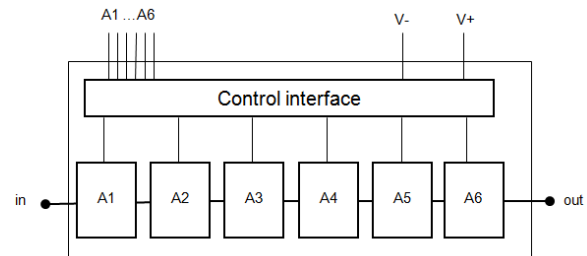 A1 ...A6 V- V+
Control interface
in A1 A2 A3 A4 A5 A6 out